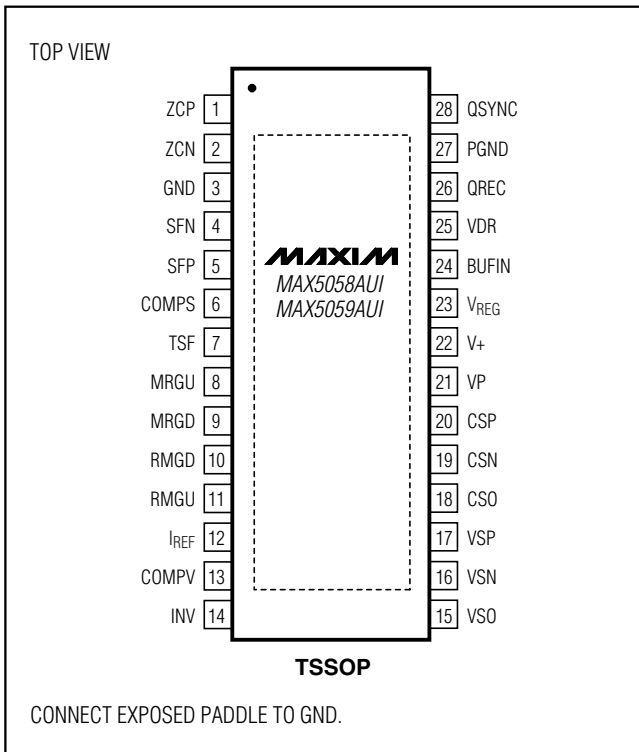 TOP VIEW
ZCP 1
ZCN 2
GND 3
SFN 4
SFP 5
COMPS 6
TSF 7
MRGU 8
MRGD 9
RMGD 10
RMGU 11
IREF 12
COMPV 13
INV 14
MAXIM
MAX5058AUI
MAX5059AUI
28 QSYNC
27 PGND
26 QREC
25 VDR
24 BUFIN
23 VREG
22 V+
21 VP
20 CSP
19 CSN
18 CSO
17 VSP
16 VSN
15 VSO
TSSOP
CONNECT EXPOSED PADDLE TO GND.